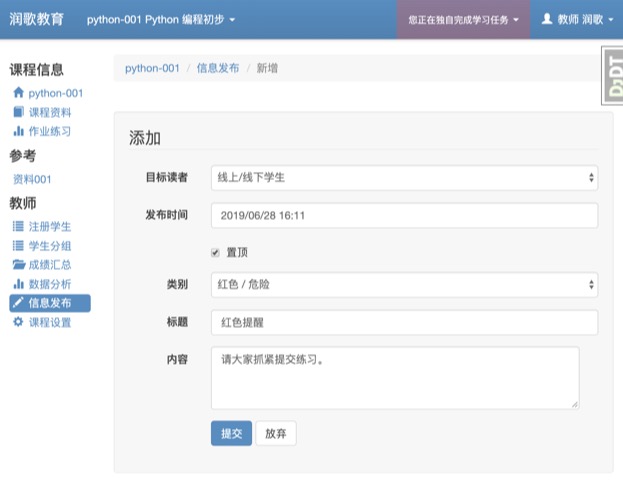 润歌教育
python-001 Python 编程初步
您正在独自完成学习任务
教师 润歌
课程信息
python-001
课程资料
作业练习
参考
资料001
教师
注册学生
学生分组
成绩汇总
数据分析
信息发布
课程设置
python-001 / 信息发布 / 新增
DjDT
添加
目标读者 线上/线下学生
发布时间 2019/06/28 16:11
置顶
类别 红色 / 危险
标题 红色提醒
内容 请大家抓紧提交练习。
提交 放弃